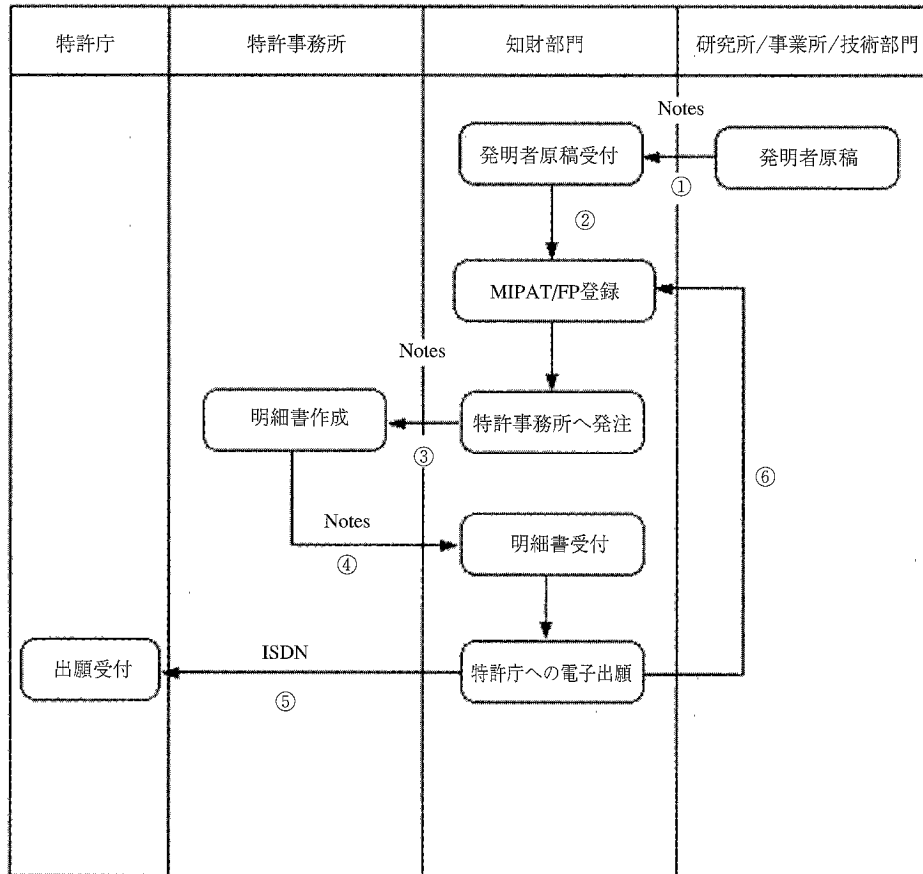 特許庁
特許事務所
知財部門
研究所/事業所/技術部門
Notes
発明者原稿受付
発明者原稿
①
②
MIPAT/FP登録
Notes
明細書作成
特許事務所へ発注
③
⑥
Notes
明細書受付
④
出願受付
ISDN
特許庁への電子出願
⑤